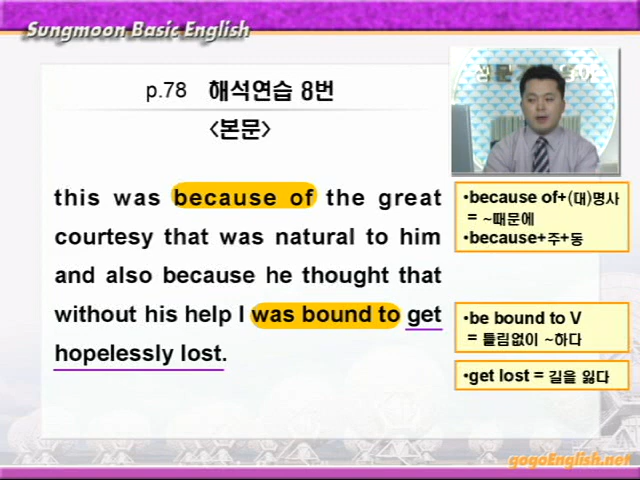 Sungmoon Basic English
p.78 해석연습 8번
<본문>
this was because of the great
courtesy that was natural to him
and also because he thought that
without his help I was bound to get
hopelessly lost.
•because of+(대)명사
= ~때문에
•because+주+동
•be bound to V
= 틀림없이 ~하다
•get lost = 길을 잃다
gogoEnglish.net